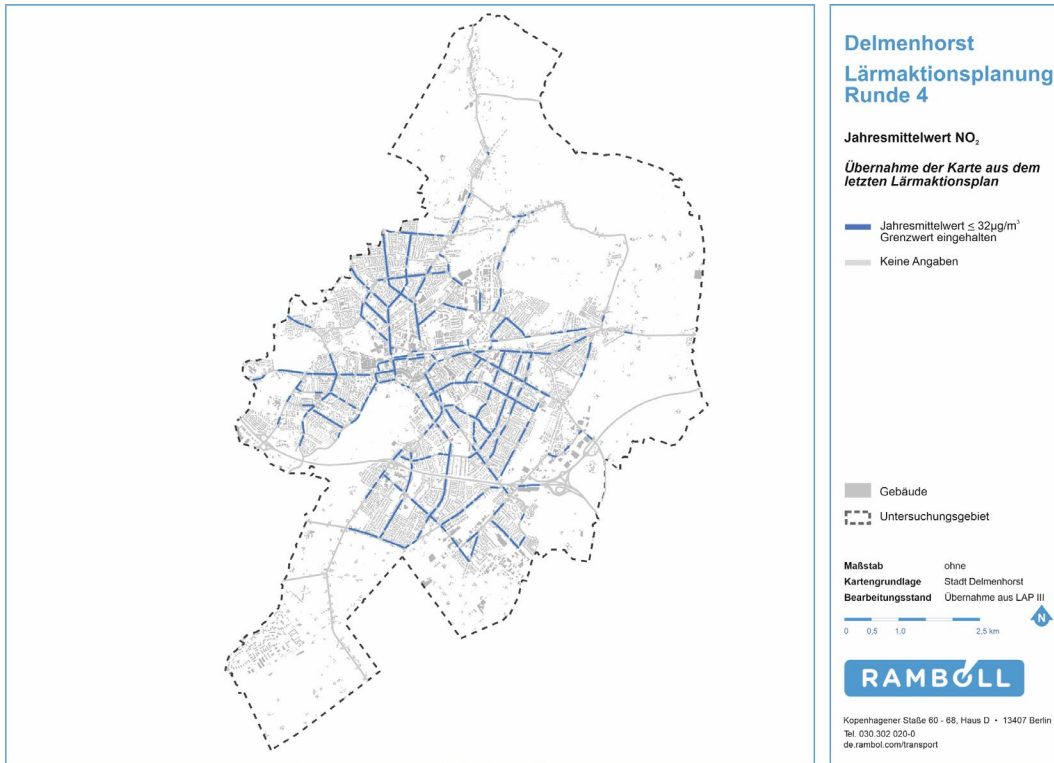 Delmenhorst
Lärmaktionsplanung
Runde 4
Jahresmittelwert NO₂
Übernahme der Karte aus dem
letzten Lärmaktionsplan
Jahresmittelwert ≤ 32µg/m³
Grenzwert eingehalten
Keine Angaben
Gebäude
Untersuchungsgebiet
Maßstab ohne
Kartengrundlage Stadt Delmenhorst
Bearbeitungsstand Übernahme aus LAP III
N
0 0,5 1,0 2,5 km
RAMBOLL
Kopenhagener Straße 60 - 68, Haus D • 13407 Berlin
Tel. 030.302 020-0
de.rambol.com/transport